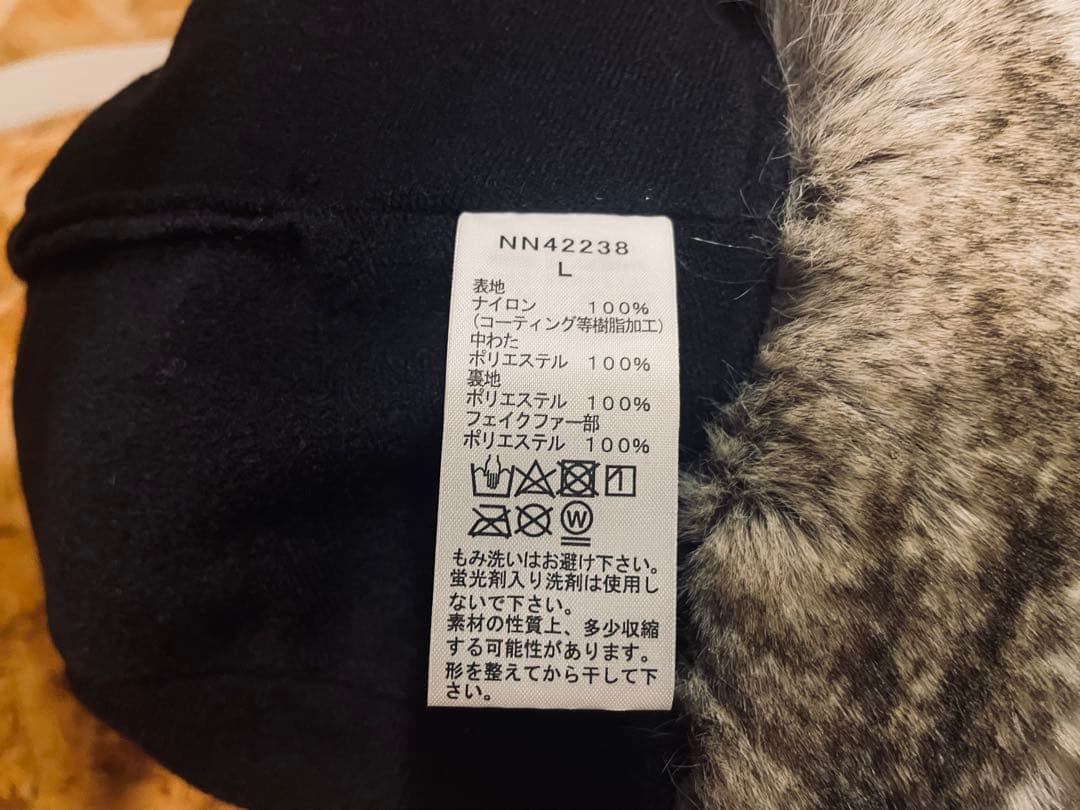 NN42238
L
表地
ナイロン 100%
(コーティング等樹脂加工)
中わた
ポリエステル 100%
裏地
ポリエステル 100%
フェイクファー部
ポリエステル 100%
W
もみ洗いはお避け下さい。
蛍光剤入り洗剤は使用し
ないで下さい。
素材の性質上、多少収縮
する可能性があります。
形を整えてから干して下
さい。